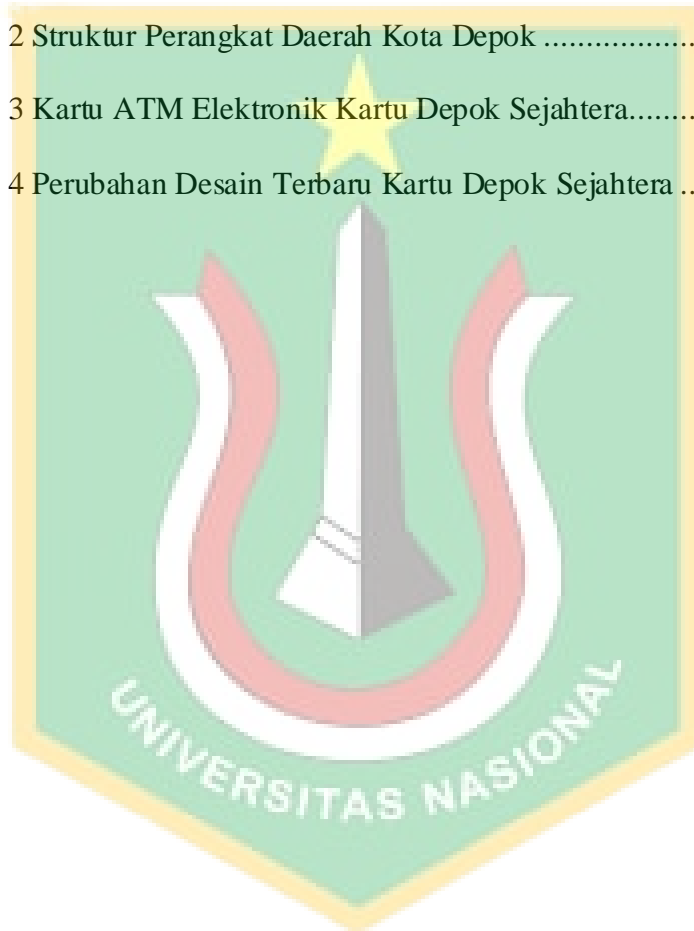 2 Struktur Perangkat Daerah Kota Depok ..................
3 Kartu ATM Elektronik Kartu Depok Sejahtera........
4 Perubahan Desain Terbaru Kartu Depok Sejahtera ..
UNIVERSITAS NASIONAL